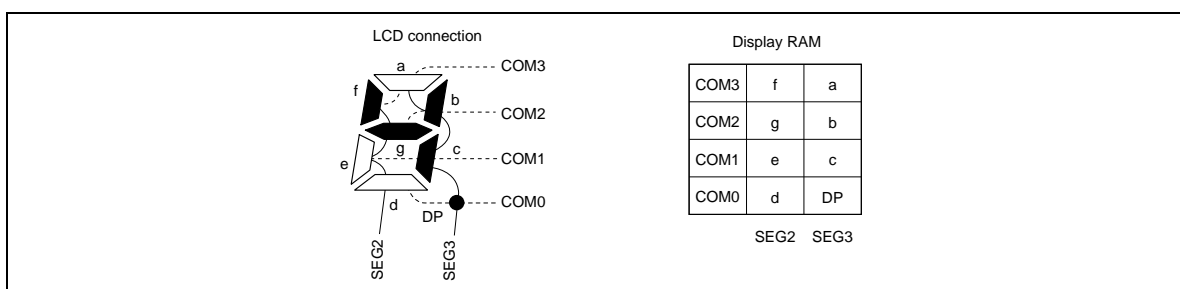 LCD connection
a
COM3
f
b
COM2
g
c
COM1
e
d
DP
COM0
SEG2
SEG3
Display RAM
COM3 f a
COM2 g b
COM1 e c
COM0 d DP
SEG2 SEG3